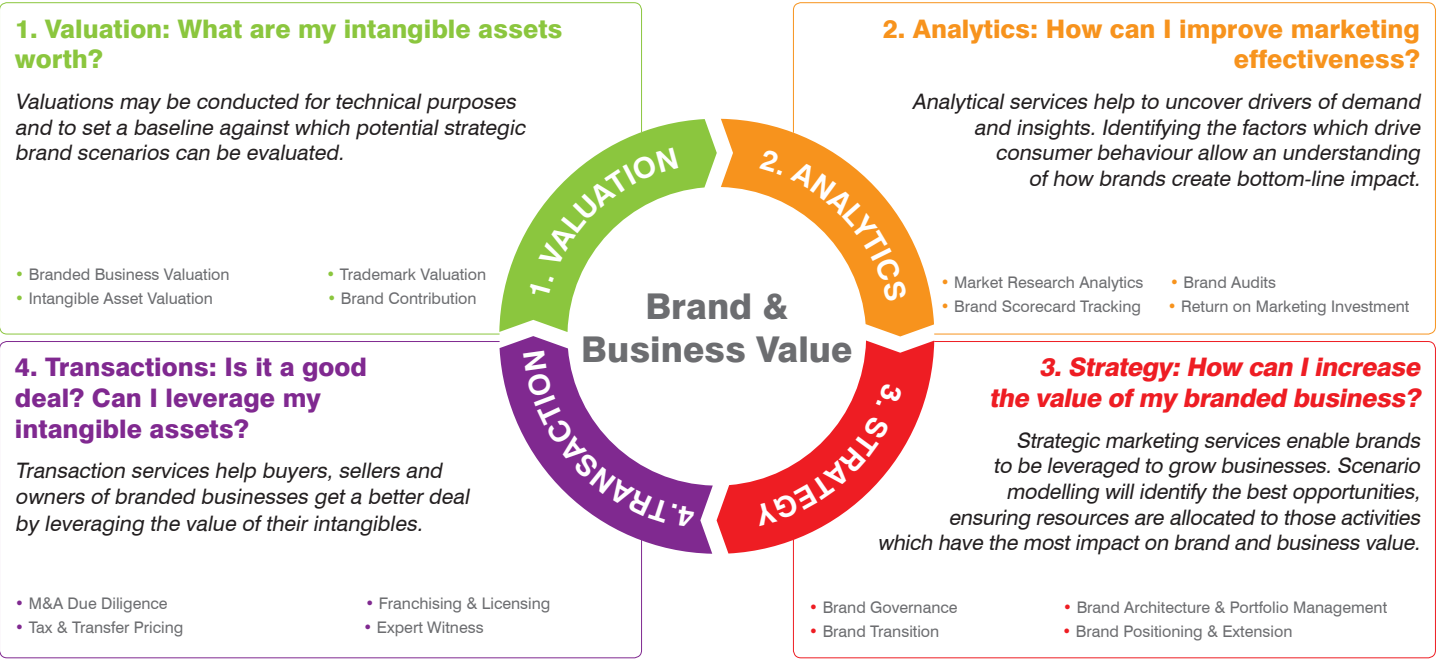 1. Valuation: What are my intangible assets
worth?
Valuations may be conducted for technical purposes
and to set a baseline against which potential strategic
brand scenarios can be evaluated.
• Branded Business Valuation
• Trademark Valuation
• Intangible Asset Valuation
• Brand Contribution
2. Analytics: How can I improve marketing
effectiveness?
Analytical services help to uncover drivers of demand
and insights. Identifying the factors which drive
consumer behaviour allow an understanding
of how brands create bottom-line impact.
• Market Research Analytics
• Brand Audits
• Brand Scorecard Tracking
• Return on Marketing Investment
1. VALUATION
2. ANALYTICS
3. STRATEGY
4.TRANSACTION
Brand &
Business Value
4. Transactions: Is it a good
deal? Can I leverage my
intangible assets?
Transaction services help buyers, sellers and
owners of branded businesses get a better deal
by leveraging the value of their intangibles.
• M&A Due Diligence
• Franchising & Licensing
• Tax & Transfer Pricing
• Expert Witness
3. Strategy: How can I increase
the value of my branded business?
Strategic marketing services enable brands
to be leveraged to grow businesses. Scenario
modelling will identify the best opportunities,
ensuring resources are allocated to those activities
which have the most impact on brand and business value.
• Brand Governance
• Brand Architecture & Portfolio Management
• Brand Transition
• Brand Positioning & Extension